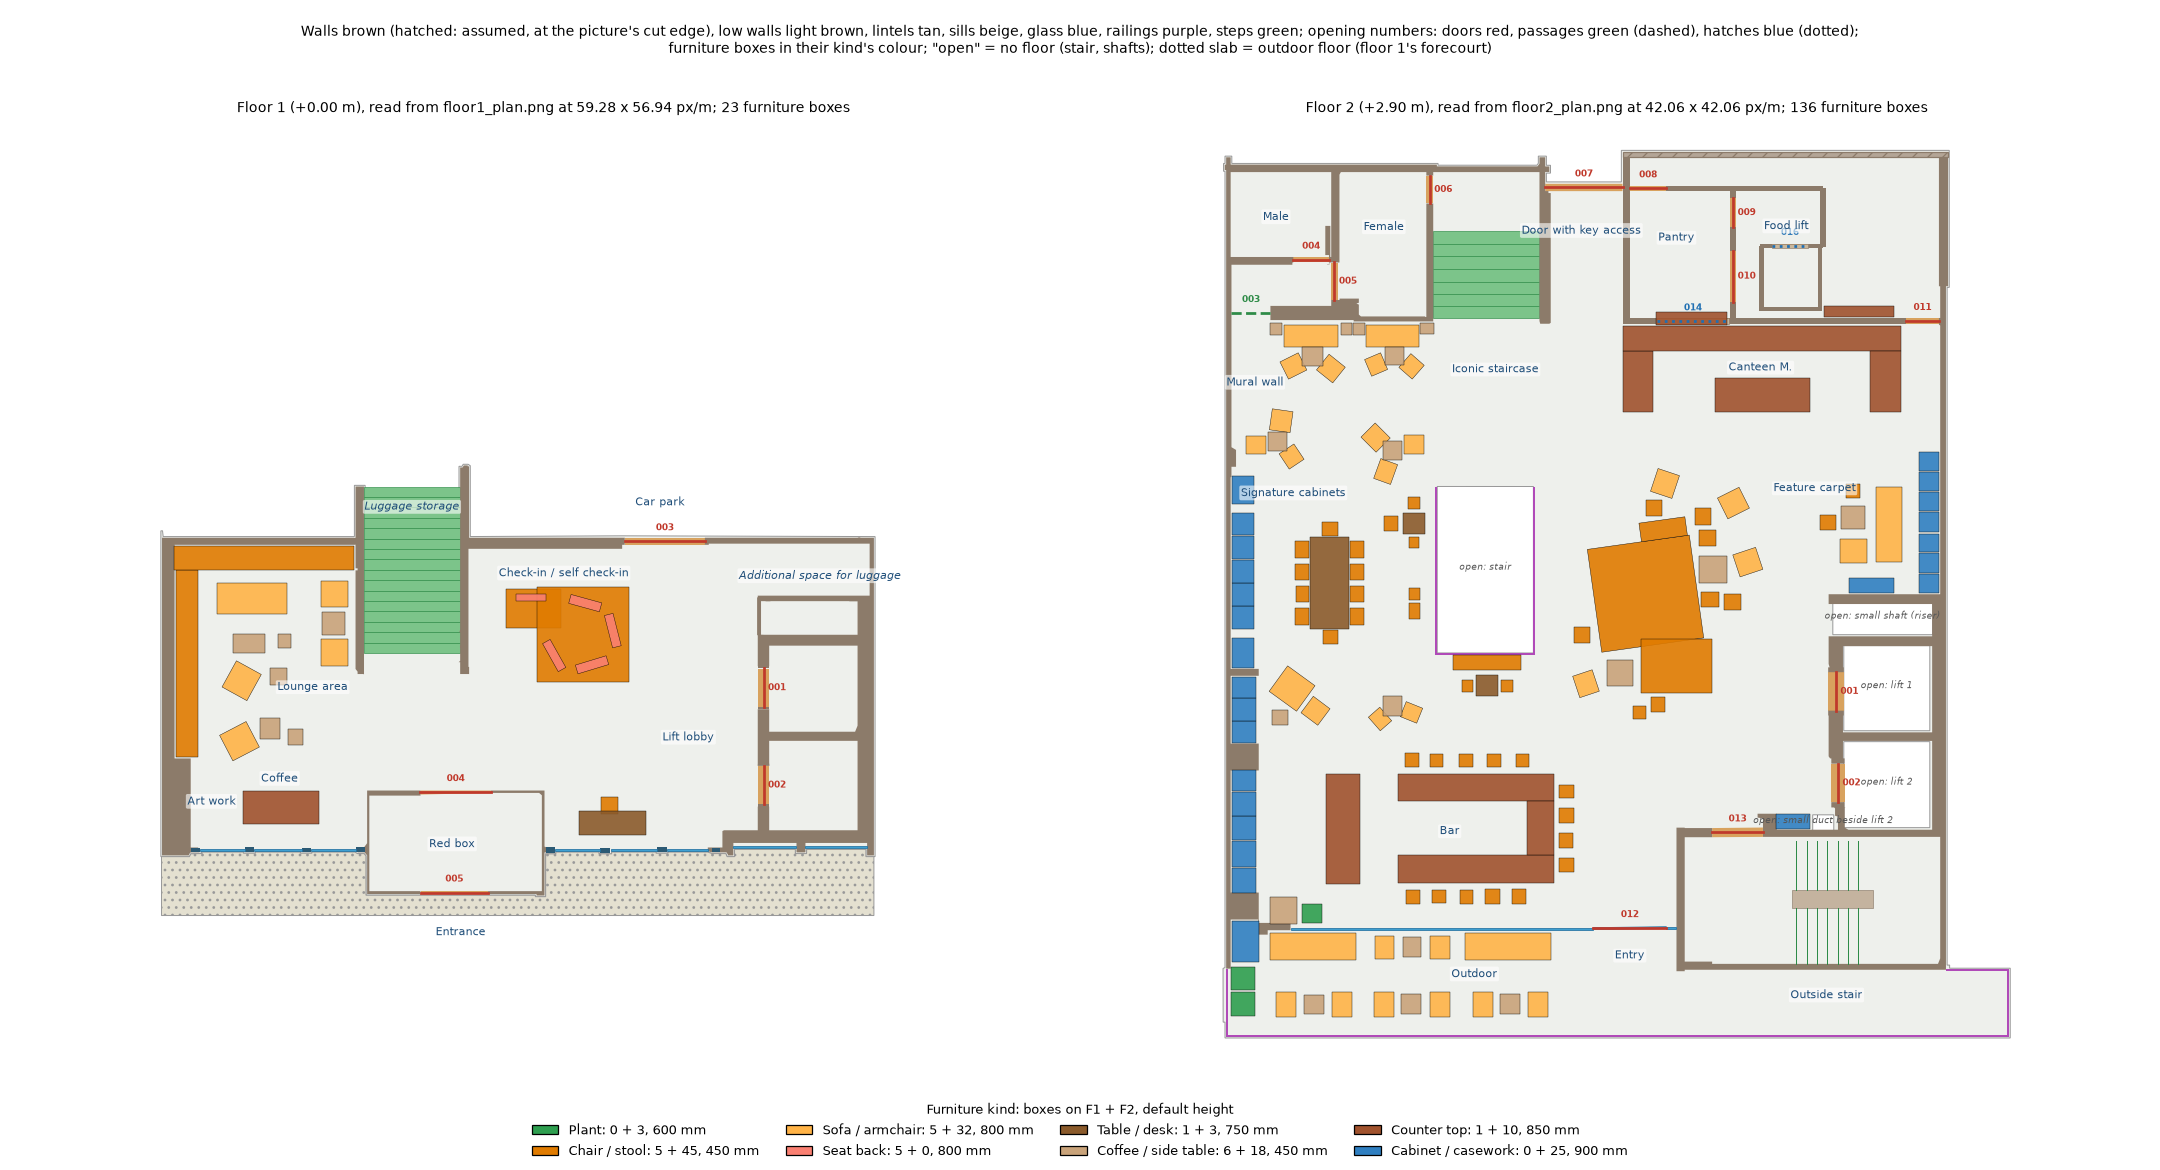 Walls brown (hatched: assumed, at the picture's cut edge), low walls light brown, lintels tan, sills beige, glass blue, railings purple, steps green; opening numbers: doors red, passages green (dashed), hatches blue (dotted);
furniture boxes in their kind's colour; "open" = no floor (stair, shafts); dotted slab = outdoor floor (floor 1's forecourt)
Floor 1 (+0.00 m), read from floor1_plan.png at 59.28 x 56.94 px/m; 23 furniture boxes
Luggage storage
Car park
003
Check-in / self check-in
Additional space for luggage
Lounge area
001
Lift lobby
Coffee
004
002
Art work
Red box
005
Entrance
Floor 2 (+2.90 m), read from floor2_plan.png at 42.06 x 42.06 px/m; 136 furniture boxes
007
008
006
Male
Female
Door with key access
009
Food lift
016
Pantry
004
005
010
003
014
011
Iconic staircase
Canteen M.
Mural wall
Signature cabinets
Feature carpet
open: stair
open: small shaft (riser)
open: lift 1
001
open: lift 2
002
open: small duct beside lift 2
013
Bar
012
Entry
Outdoor
Outside stair
Furniture kind: boxes on F1 + F2, default height
Plant: 0 + 3, 600 mm
Sofa / armchair: 5 + 32, 800 mm
Table / desk: 1 + 3, 750 mm
Counter top: 1 + 10, 850 mm
Chair / stool: 5 + 45, 450 mm
Seat back: 5 + 0, 800 mm
Coffee / side table: 6 + 18, 450 mm
Cabinet / casework: 0 + 25, 900 mm